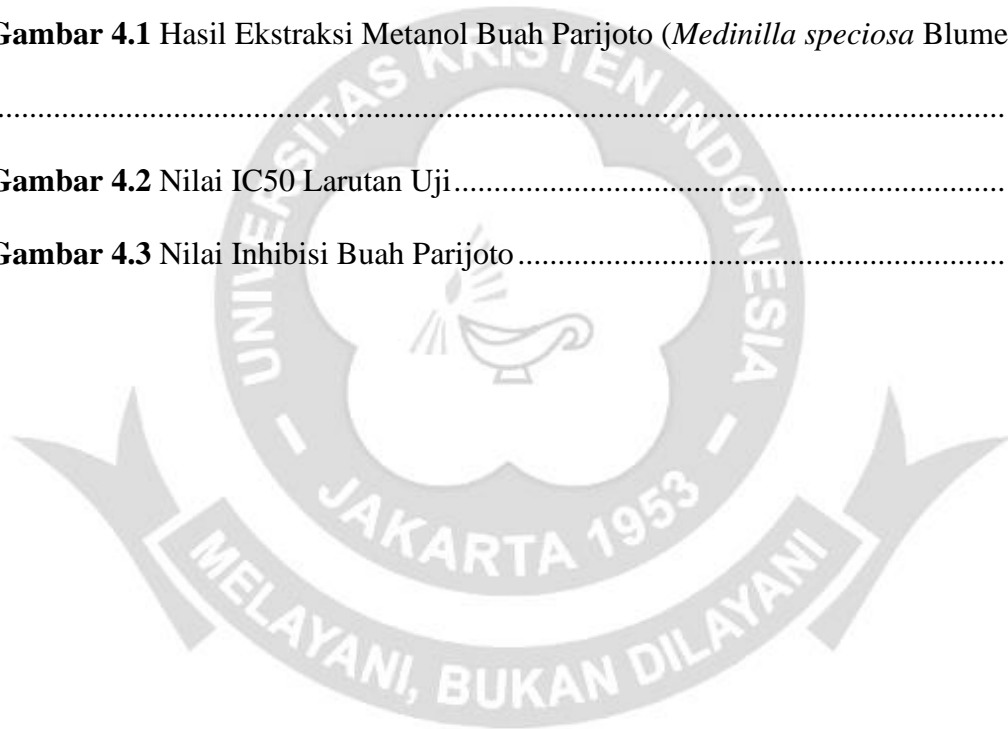 Gambar 4.1 Hasil Ekstraksi Metanol Buah Parijoto (Medinilla speciosa Blume
........................................................................................................................
Gambar 4.2 Nilai IC50 Larutan Uji....................................................................
Gambar 4.3 Nilai Inhibisi Buah Parijoto............................................................
UNIVERSITAS KRISTEN INDONESIA
- JAKARTA 1953 -
MELAYANI, BUKAN DILAYANI